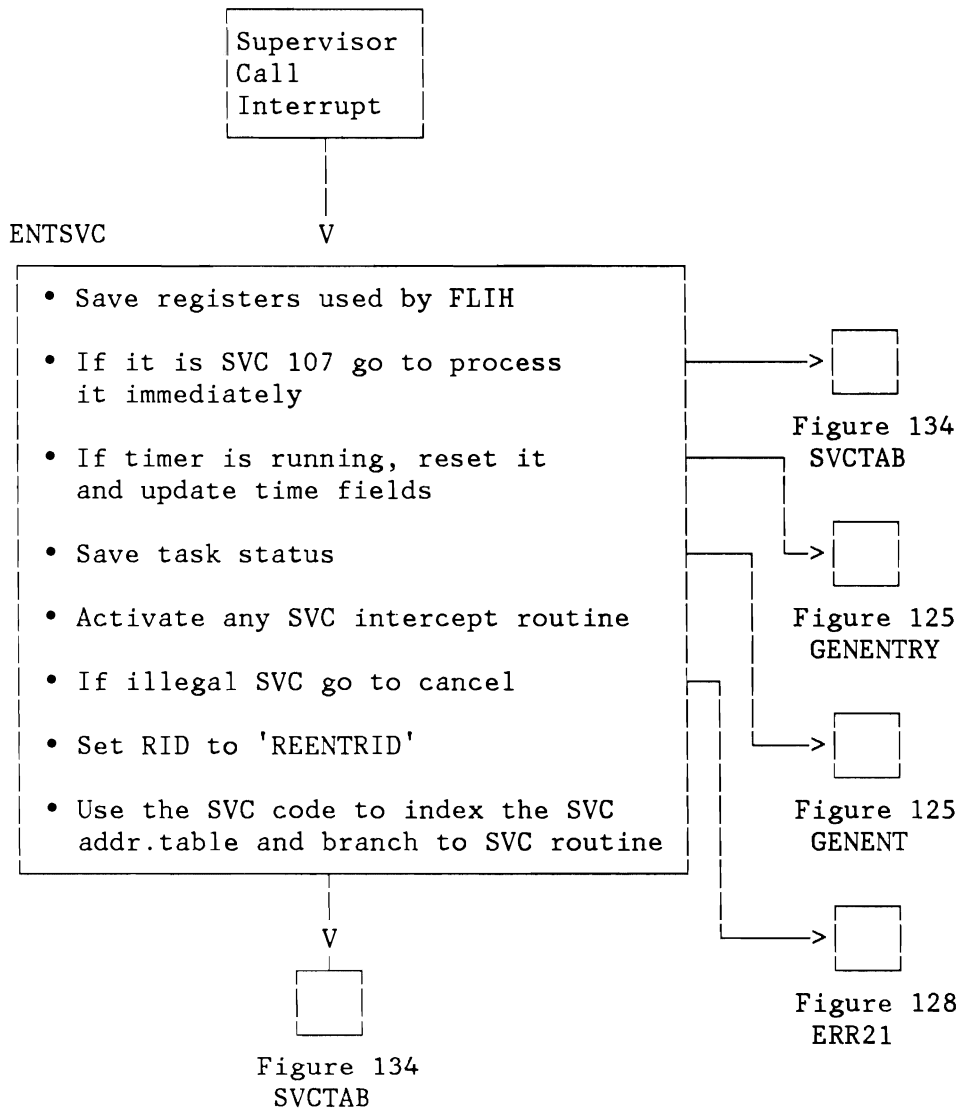 Supervisor
Call
Interrupt
V
ENTSVC
• Save registers used by FLIH
• If it is SVC 107 go to process
it immediately
>
Figure 134
SVCTAB
• If timer is running, reset it
and update time fields
>
Figure 125
GENENTRY
• Save task status
• Activate any SVC intercept routine
>
Figure 125
GENENT
• If illegal SVC go to cancel
• Set RID to 'REENTRID'
• Use the SVC code to index the SVC
addr.table and branch to SVC routine
>
Figure 128
ERR21
V
Figure 134
SVCTAB